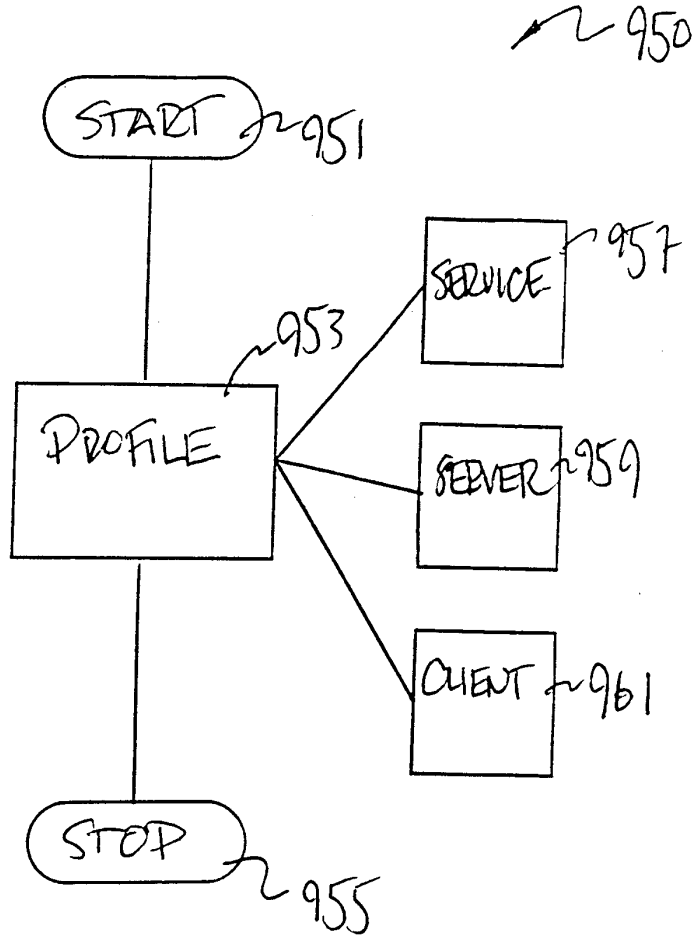 950
START
951
957
SERVICE
953
PROFILE
SERVER
959
CLIENT
961
STOP
955